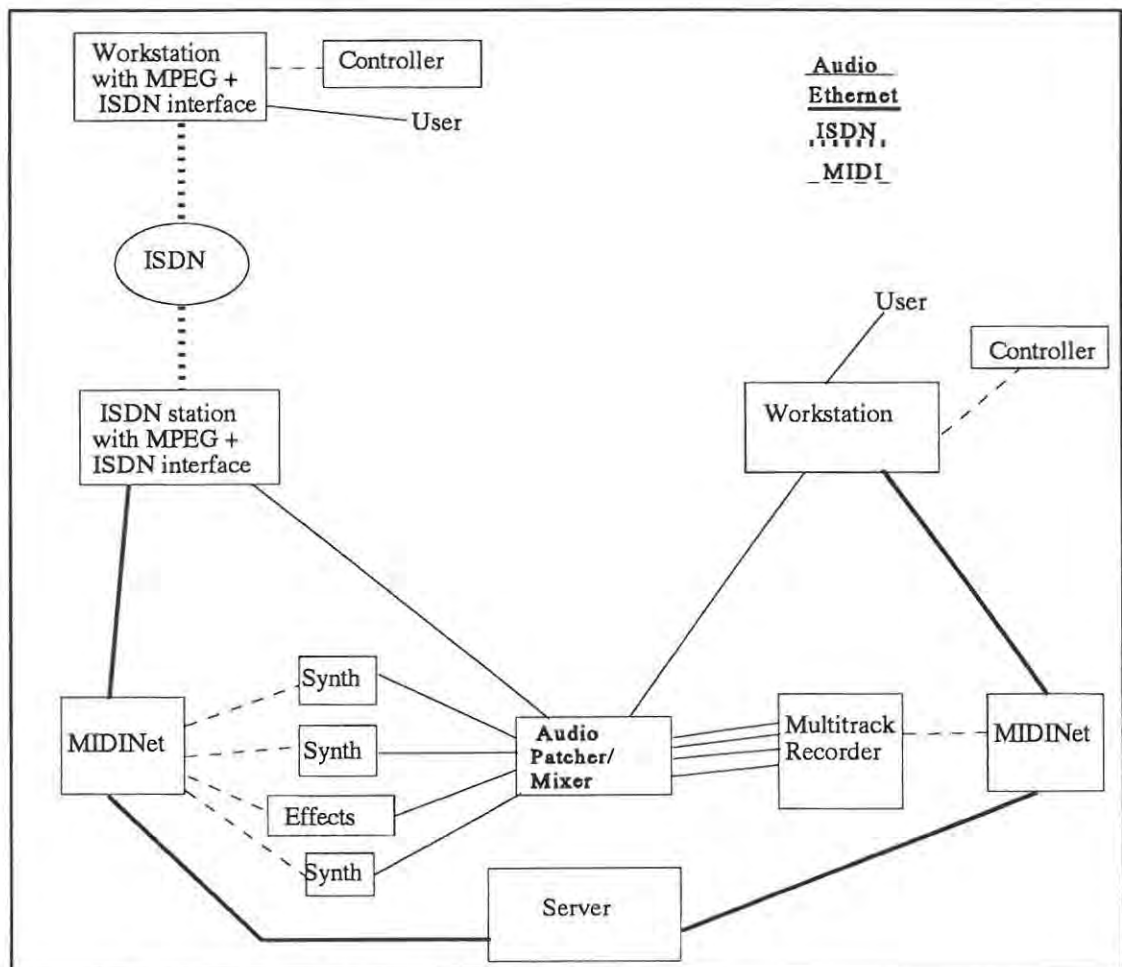 Workstation
with MPEG +
ISDN interface
Controller
User
Audio
Ethernet
ISDN
MIDI
ISDN
User
Controller
ISDN station
with MPEG +
ISDN interface
Workstation
Synth
MIDINet
Synth
Effects
Synth
Audio
Patcher/
Mixer
Multitrack
Recorder
MIDINet
Server